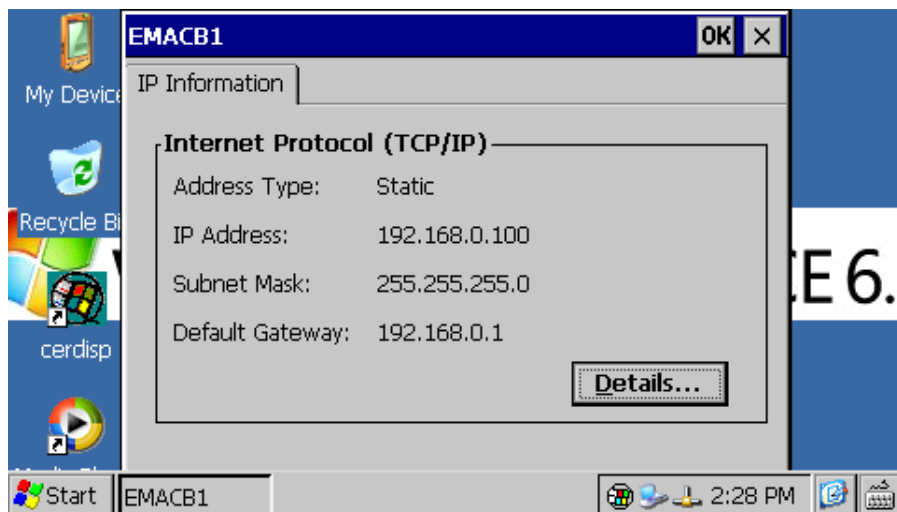 EMACB1
OK
My Device
IP Information
Internet Protocol (TCP/IP)
Address Type: Static
Recycle Bi
IP Address: 192.168.0.100
Subnet Mask: 255.255.255.0
CE 6.
Default Gateway: 192.168.0.1
cerdisp
Details...
Start
EMACB1
2:28 PM